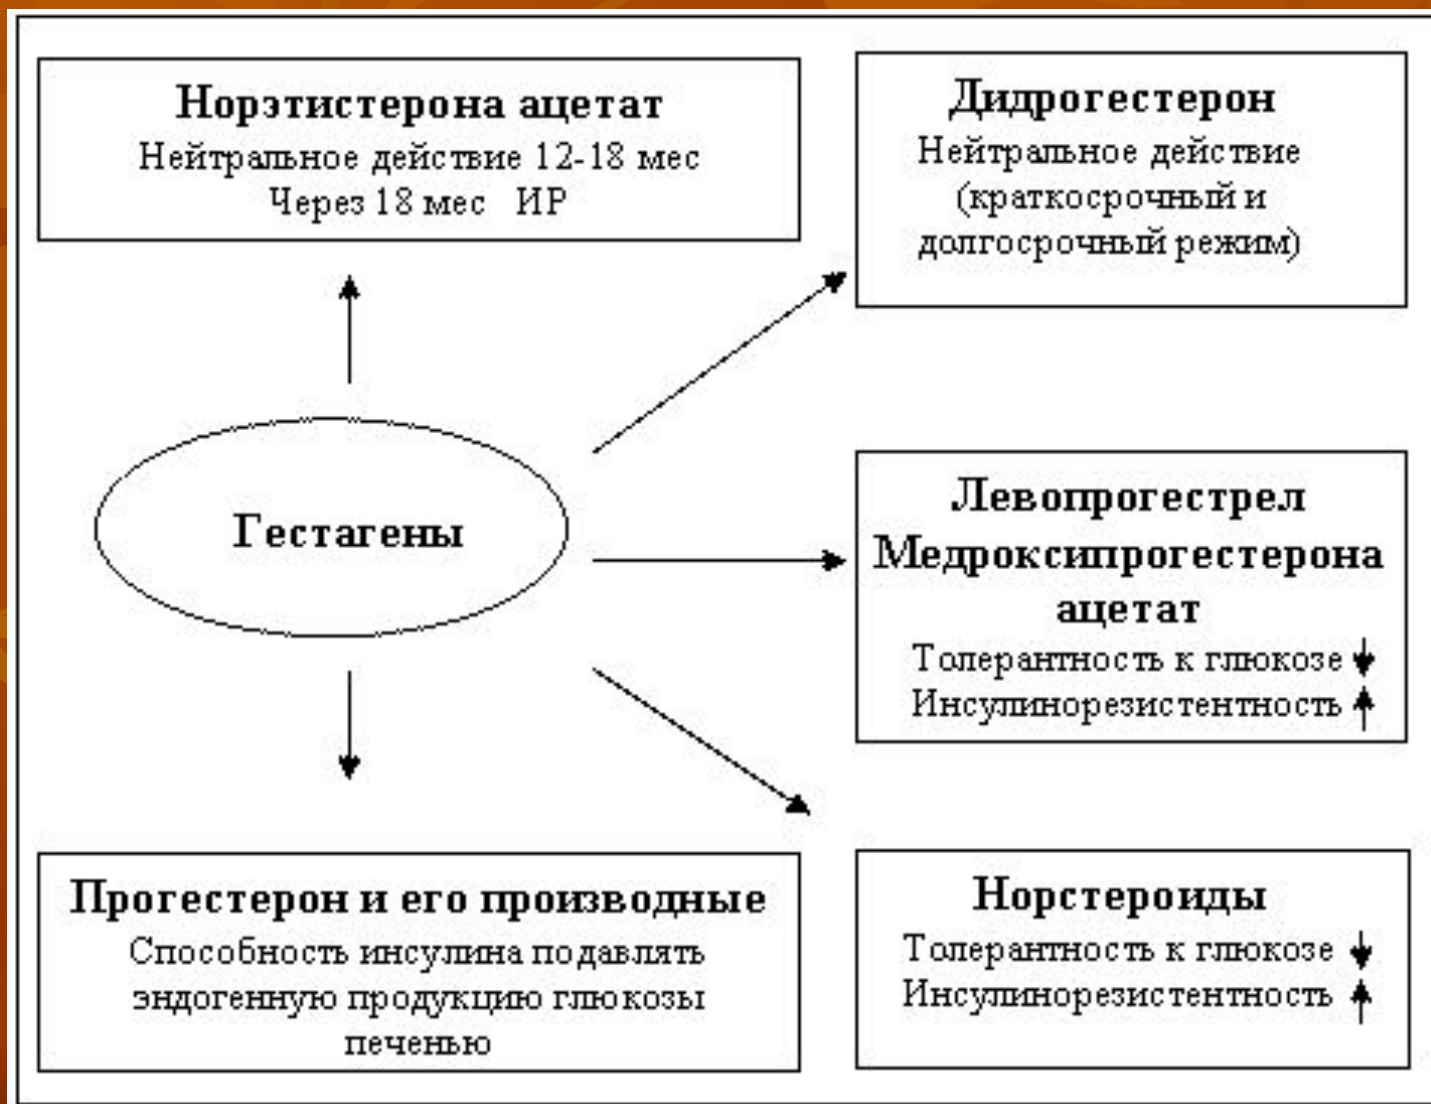 Норэтистерона ацетат
Нейтральное действие 12-18 мес
Через 18 мес ИР
Дидрогестерон
Нейтральное действие
(краткосрочный и
долгосрочный режим)
Гестагены
Левопрогестрел
Медроксипрогестерона
ацетат
Толерантность к глюкозе
Инсулинорезистентность
Прогестерон и его производные
Способность инсулина подавлять
эндогенную продукцию глюкозы
печенью
Норстероиды
Толерантность к глюкозе
Инсулинорезистентность